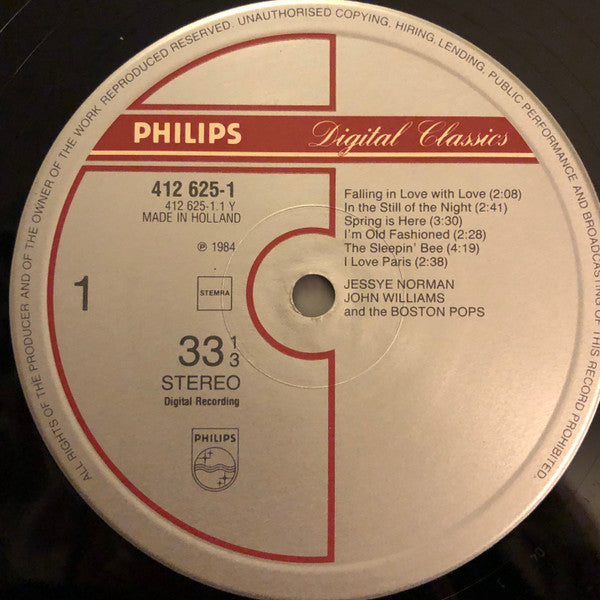 ALL RIGHTS OF THE PRODUCER AND OF THE OWNER OF THE WORK REPRODUCED RESERVED. UNAUTHORISED COPYING, HIRING, LENDING, PUBLIC PERFORMANCE AND BROADCASTING OF THIS RECORD PROHIBITED.
PHILIPS Digital Classics
412 625-1
412 625-1.1 Y
MADE IN HOLLAND
℗ 1984
STEMRA
1
33 1/3
STEREO
Digital Recording
PHILIPS
Falling in Love with Love (2:08)
In the Still of the Night (2:41)
Spring is Here (3:30)
I'm Old Fashioned (2:28)
The Sleepin' Bee (4:19)
I Love Paris (2:38)
JESSYE NORMAN
JOHN WILLIAMS
and the BOSTON POPS